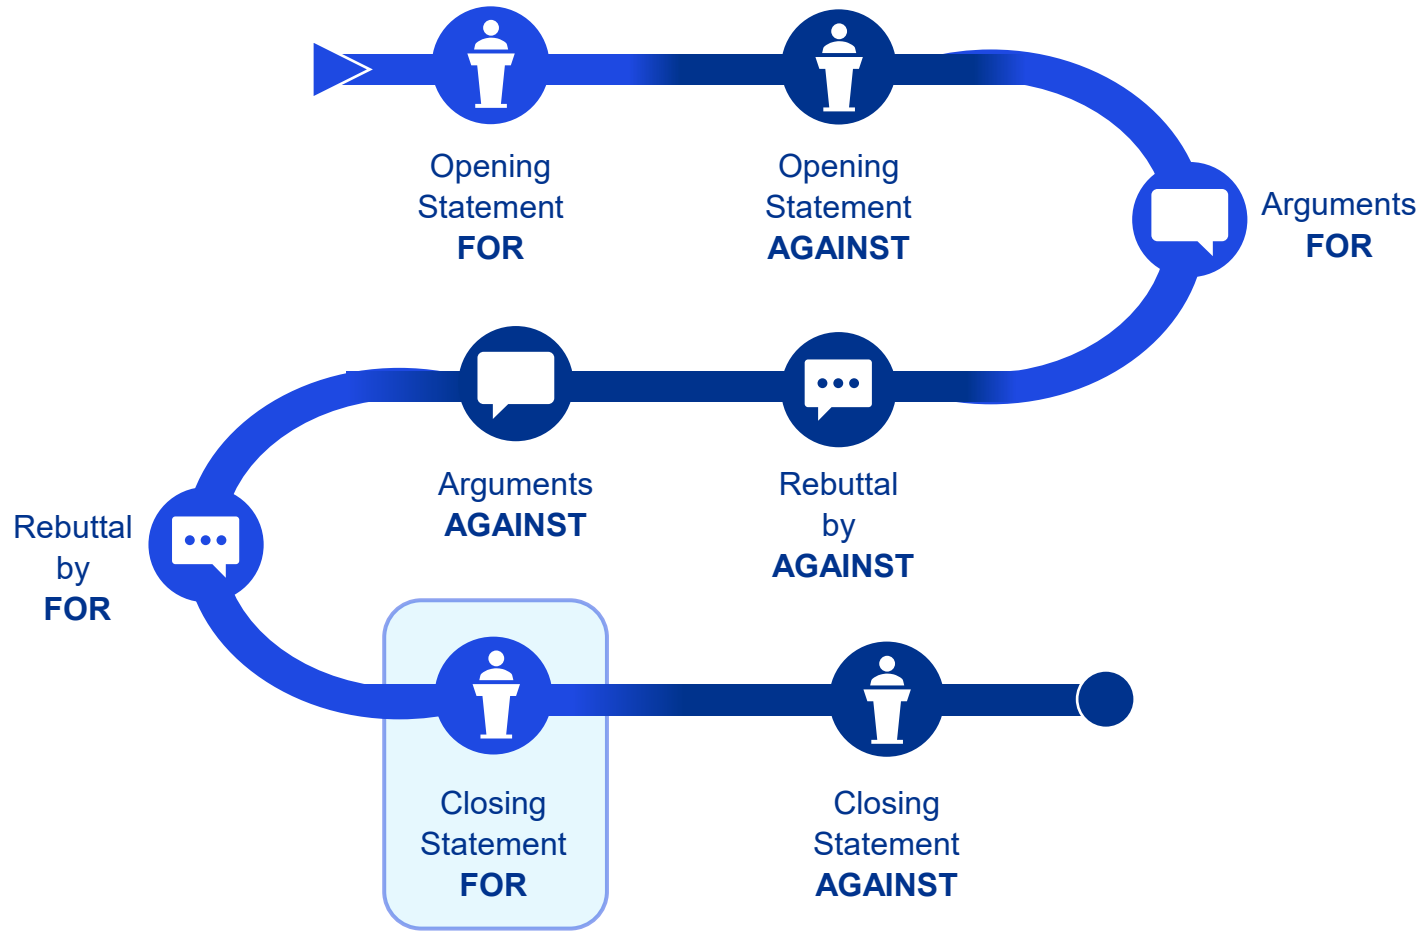 Opening
Statement
FOR
Opening
Statement
AGAINST
Arguments
FOR
Rebuttal
by
AGAINST
Arguments
AGAINST
Rebuttal
by
FOR
Closing
Statement
FOR
Closing
Statement
AGAINST